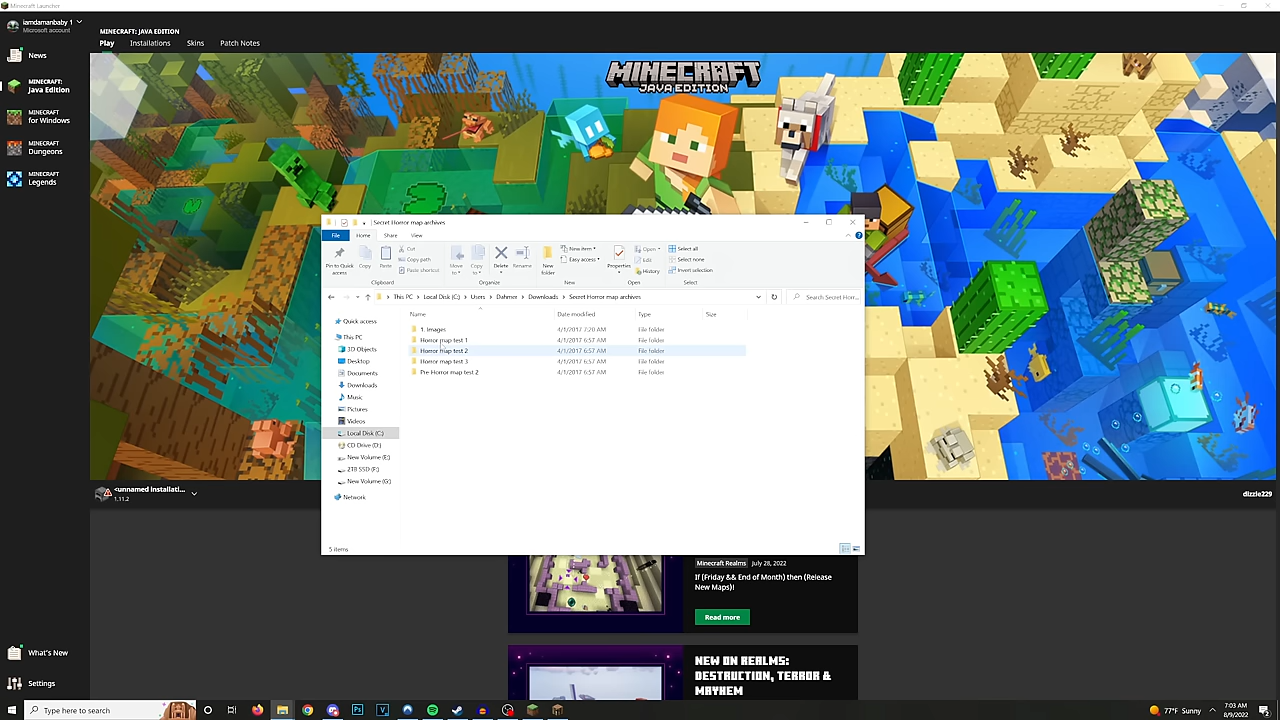 Minecraft Launcher
iamdamanbaby 1
Microsoft account
News
MINECRAFT:
Java Edition
MINECRAFT
for Windows
MINECRAFT
Dungeons
MINECRAFT
Legends
What's New
Settings
MINECRAFT: JAVA EDITION
Play
Installations
Skins
Patch Notes
MINECRAFT
JAVA EDITION
<unnamed installati...
1.11.2
dizzle229
Secret Horror map archives
File
Home
Share
View
Pin to Quick
access
Copy
Paste
Cut
Copy path
Paste shortcut
Clipboard
Move
to
Copy
to
Delete
Rename
Organize
New
folder
New item
Easy access
New
Properties
Open
Edit
History
Open
Select all
Select none
Invert selection
Select
This PC
Local Disk (C:)
Users
Dahmer
Downloads
Secret Horror map archives
Search Secret Horr...
Quick access
This PC
3D Objects
Desktop
Documents
Downloads
Music
Pictures
Videos
Local Disk (C:)
CD Drive (D:)
New Volume (E:)
2TB SSD (F:)
New Volume (G:)
Network
Name Date modified Type Size
1. Images 4/1/2017 7:20 AM File folder
Horror map test 1 4/1/2017 6:57 AM File folder
Horror map test 2 4/1/2017 6:57 AM File folder
Horror map test 3 4/1/2017 6:57 AM File folder
Pre Horror map test 2 4/1/2017 6:57 AM File folder
5 items
Minecraft Realms July 28, 2022
If (Friday && End of Month) then (Release
New Maps)!
Read more
NEW ON REALMS:
DESTRUCTION, TERROR &
MAYHEM
Type here to search
77°F Sunny
7:03 AM
8/9/2022